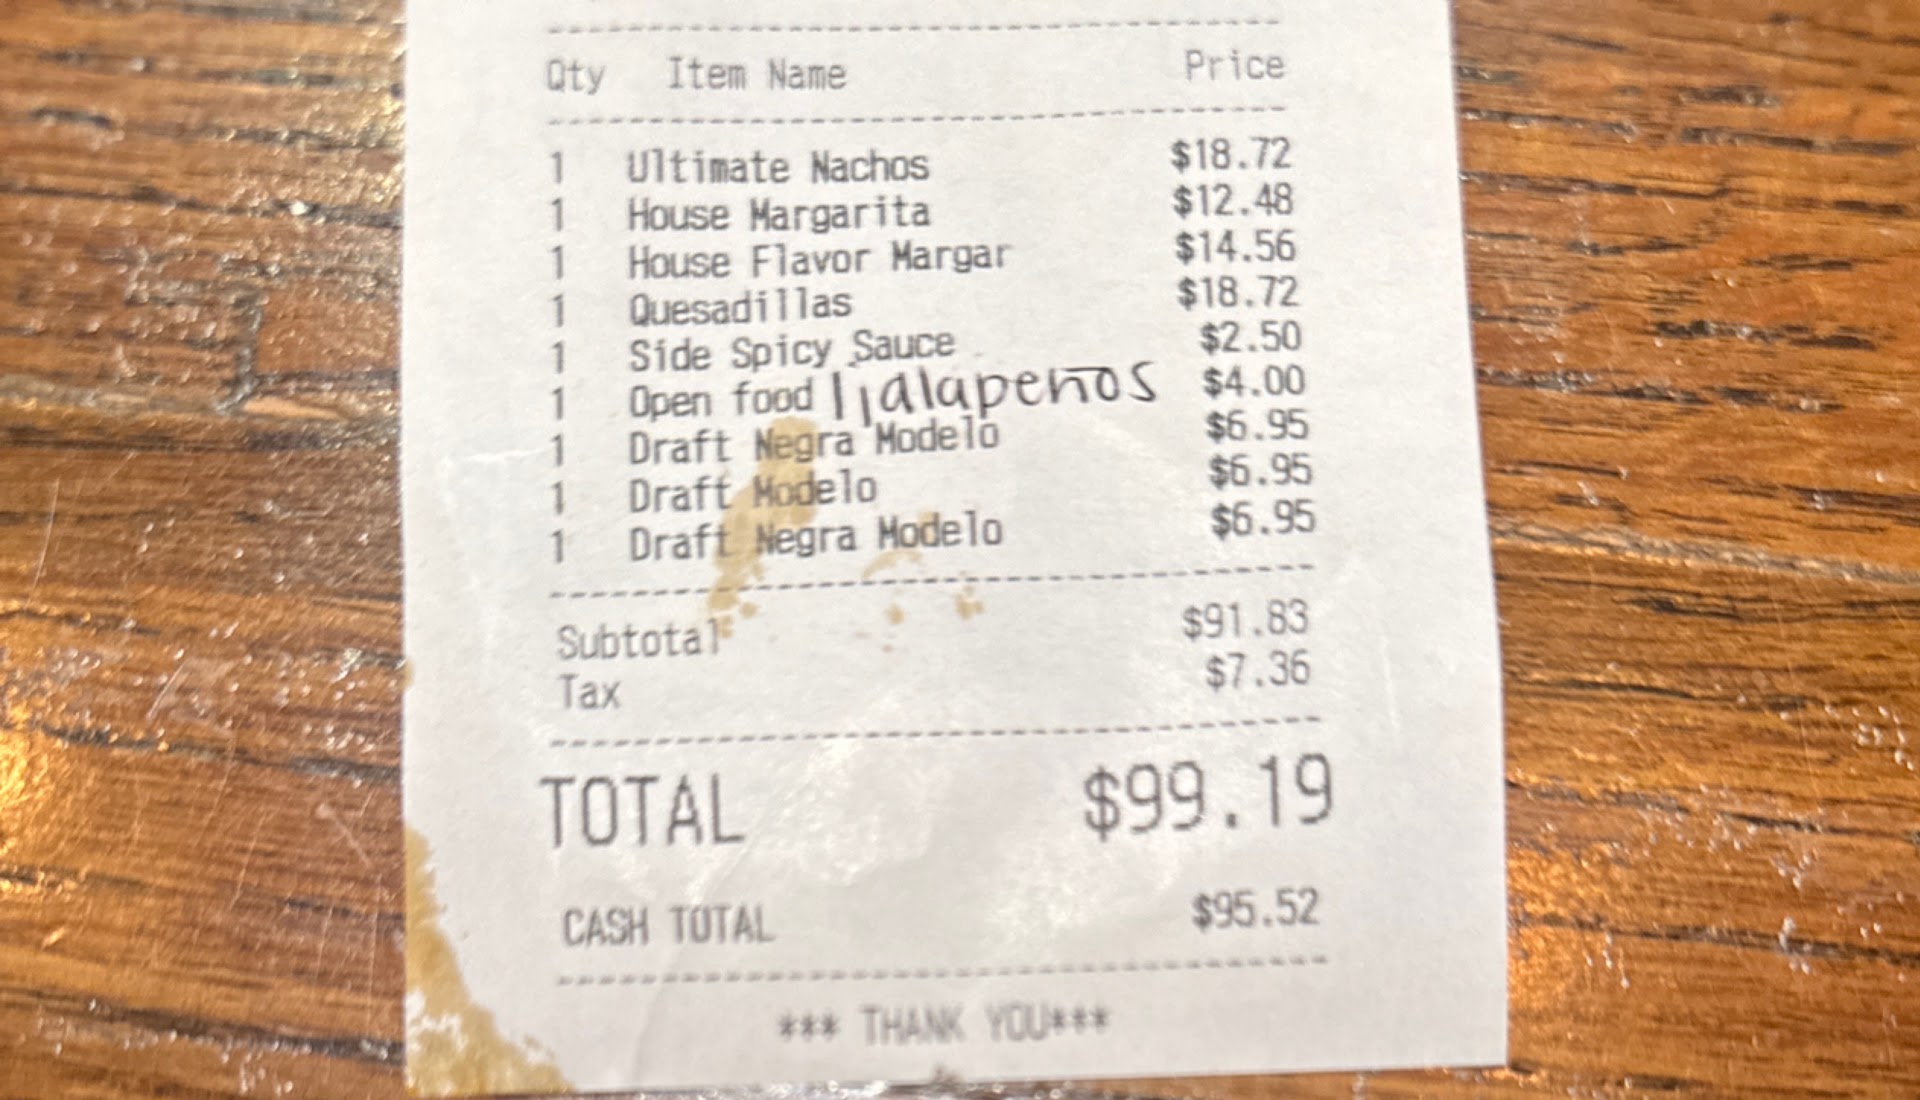 Qty Item Name Price
1 Ultimate Nachos $18.72
1 House Margarita $12.48
1 House Flavor Margar $14.56
1 Quesadillas $18.72
1 Side Spicy Sauce $2.50
1 Open food | jalapenos $4.00
1 Draft Negra Modelo $6.95
1 Draft Modelo $6.95
1 Draft Negra Modelo $6.95
Subtotal $91.83
Tax $7.36
TOTAL $99.19
CASH TOTAL $95.52
*** THANK YOU***